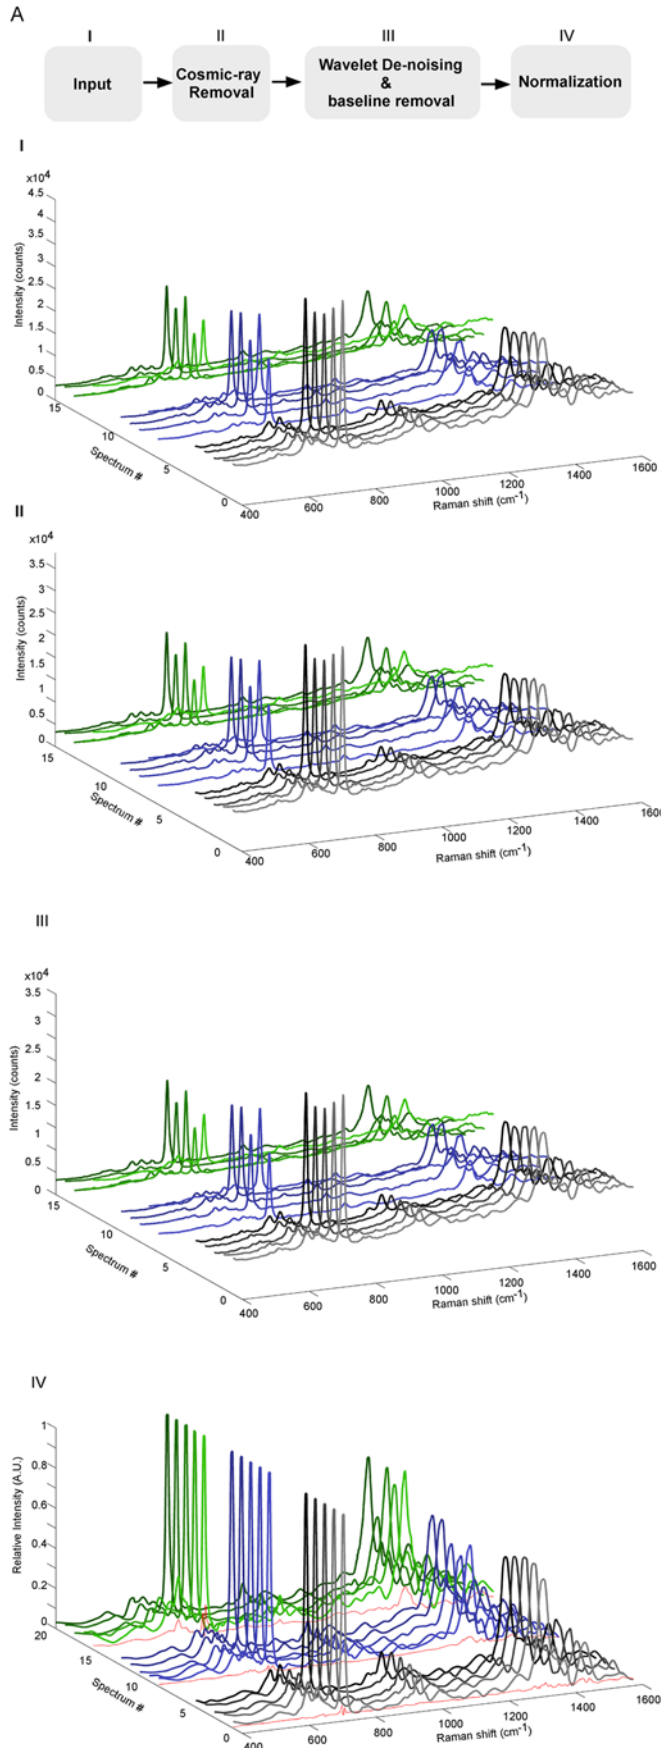 A
I II III IV
Input
Cosmic-ray
Removal
Wavelet De-noising
&
baseline removal
Normalization
I
x10⁴
4.5
4
3.5
3
2.5
2
1.5
1
0.5
0
Intensity (counts)
15 10 5 0
Spectrum #
400 600 800 1000 1200 1400 1600
Raman shift (cm⁻¹)
II
x10⁴
3.5
3
2.5
2
1.5
1
0.5
0
Intensity (counts)
15 10 5 0
Spectrum #
400 600 800 1000 1200 1400 1600
Raman shift (cm⁻¹)
III
x10⁴
3.5
3
2.5
2
1.5
1
0.5
0
Intensity (counts)
15 10 5 0
Spectrum #
400 600 800 1000 1200 1400 1600
Raman shift (cm⁻¹)
IV
1
0.8
0.6
0.4
0.2
0
Relative Intensity (A.U.)
20 15 10 5 0
Spectrum #
400 600 800 1000 1200 1400 1600
Raman shift (cm⁻¹)